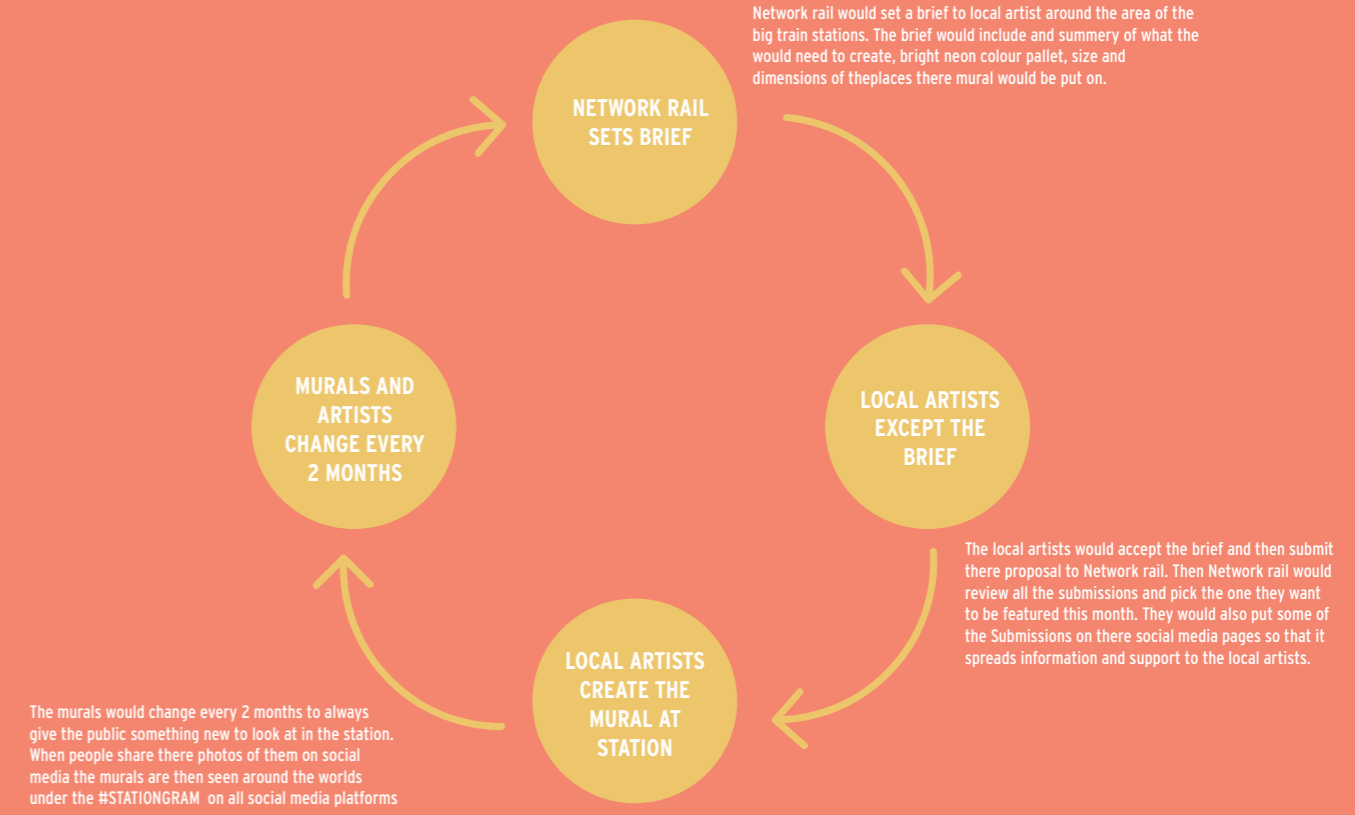 Network rail would set a brief to local artist around the area of the
big train stations. The brief would include and summery of what the
would need to create, bright neon colour pallet, size and
dimensions of theplaces there mural would be put on.
NETWORK RAIL
SETS BRIEF
LOCAL ARTISTS
EXCEPT THE
BRIEF
The local artists would accept the brief and then submit
there proposal to Network rail. Then Network rail would
review all the submissions and pick the one they want
to be featured this month. They would also put some of
the Submissions on there social media pages so that it
spreads information and support to the local artists.
LOCAL ARTISTS
CREATE THE
MURAL AT
STATION
MURALS AND
ARTISTS
CHANGE EVERY
2 MONTHS
The murals would change every 2 months to always
give the public something new to look at in the station.
When people share there photos of them on social
media the murals are then seen around the worlds
under the #STATIONGRAM on all social media platforms